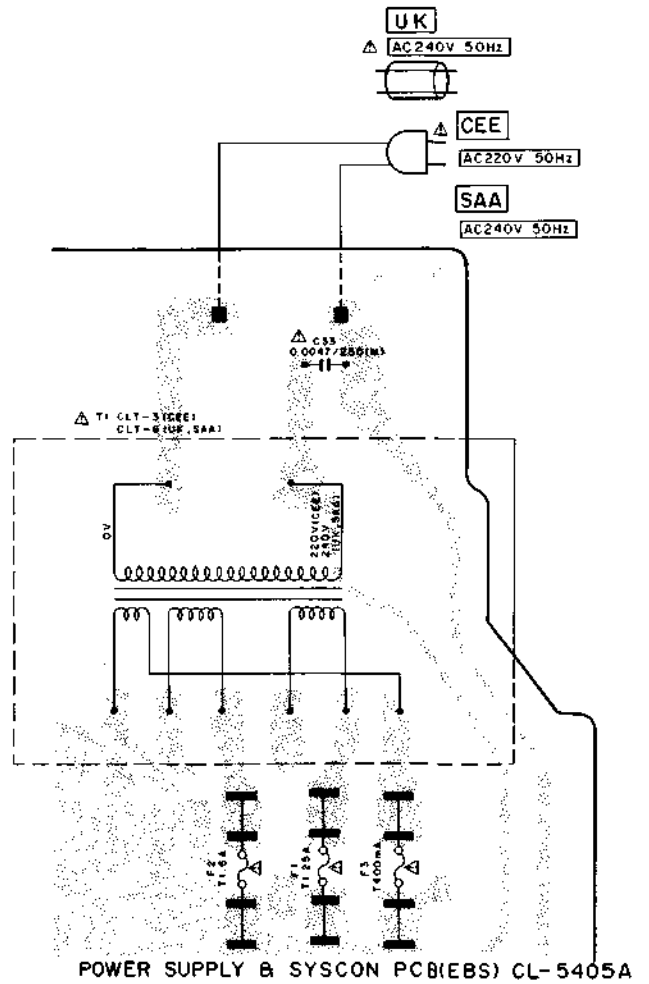 UK
⚠ AC240V 50Hz
⚠ CEE
AC220V 50Hz
SAA
AC240V 50Hz
⚠ C33
0.0047/250(M)
⚠ T1 CLT-3(CEE)
CLT-6(UK,SAA)
0V
220V(CEE)
240V
(UK,SAA)
F2
T1.6A
F1
T1.25A
F3
T400mA
POWER SUPPLY & SYSCON PCB(EBS) CL-5405A